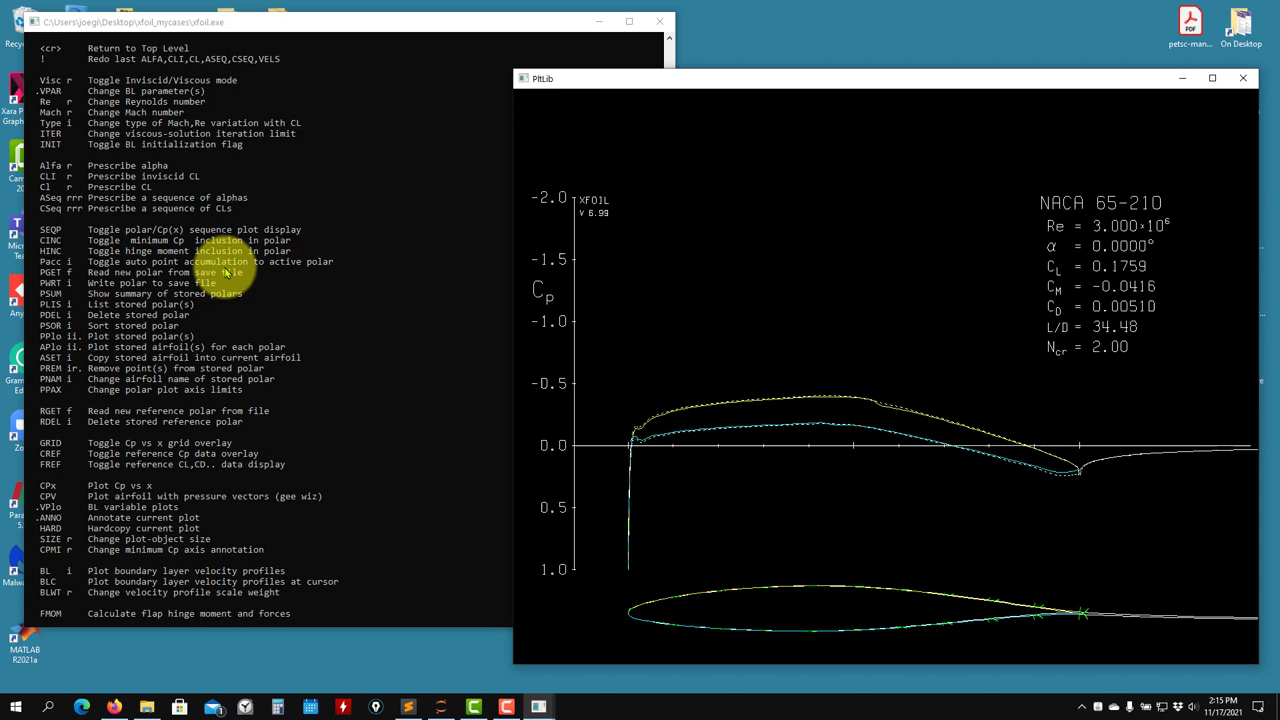 C:\Users\joegi\Desktop\xfoil_mycases\xfoil.exe
<cr> Return to Top Level
! Redo last ALFA,CLI,CL,ASEQ,CSEQ,VELS
Visc r Toggle Inviscid/Viscous mode
.VPAR Change BL parameter(s)
Re r Change Reynolds number
Mach r Change Mach number
Type i Change type of Mach,Re variation with CL
ITER Change viscous-solution iteration limit
INIT Toggle BL initialization flag
Alfa r Prescribe alpha
CLI r Prescribe inviscid CL
Cl r Prescribe CL
ASeq rrr Prescribe a sequence of alphas
CSeq rrr Prescribe a sequence of CLs
SEQP Toggle polar/Cp(x) sequence plot display
CINC Toggle minimum Cp inclusion in polar
HINC Toggle hinge moment inclusion in polar
Pacc i Toggle auto point accumulation to active polar
PGET f Read new polar from save file
PWRT i Write polar to save file
PSUM Show summary of stored polars
PLIS i List stored polar(s)
PDEL i Delete stored polar
PSOR i Sort stored polar
PPlo ii. Plot stored polar(s)
APlo ii. Plot stored airfoil(s) for each polar
ASET i Copy stored airfoil into current airfoil
PREM ir. Remove point(s) from stored polar
PNAM i Change airfoil name of stored polar
PPAX Change polar plot axis limits
RGET f Read new reference polar from file
RDEL i Delete stored reference polar
GRID Toggle Cp vs x grid overlay
CREF Toggle reference Cp data overlay
FREF Toggle reference CL,CD.. data display
CPx Plot Cp vs x
CPV Plot airfoil with pressure vectors (gee wiz)
.VPlo BL variable plots
.ANNO Annotate current plot
HARD Hardcopy current plot
SIZE r Change plot-object size
CPMI r Change minimum Cp axis annotation
BL i Plot boundary layer velocity profiles
BLC Plot boundary layer velocity profiles at cursor
BLWT r Change velocity profile scale weight
FMOM Calculate flap hinge moment and forces
PltLib
XFOIL
V 6.99
-2.0
-1.5
Cp
-1.0
-0.5
0.0
0.5
1.0
NACA 65-210
Re = 3.000×10⁶
α = 0.0000°
CL = 0.1759
CM = -0.0416
CD = 0.00510
L/D = 34.48
Ncr = 2.00
petsc-man...
On Desktop
MATLAB
R2021a
2:15 PM
11/17/2021